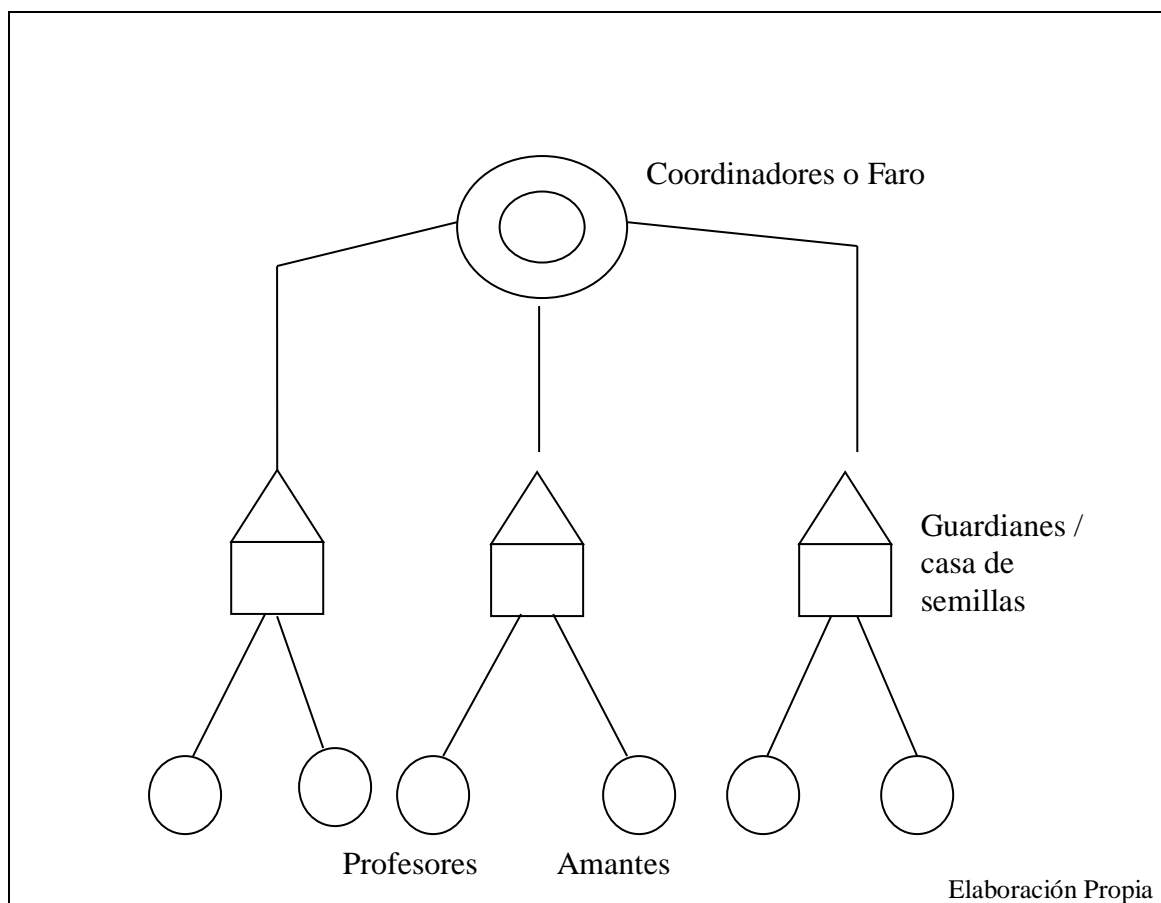 Coordinadores o Faro
Guardianes /
casa de
semillas
Profesores
Amantes
Elaboración Propia